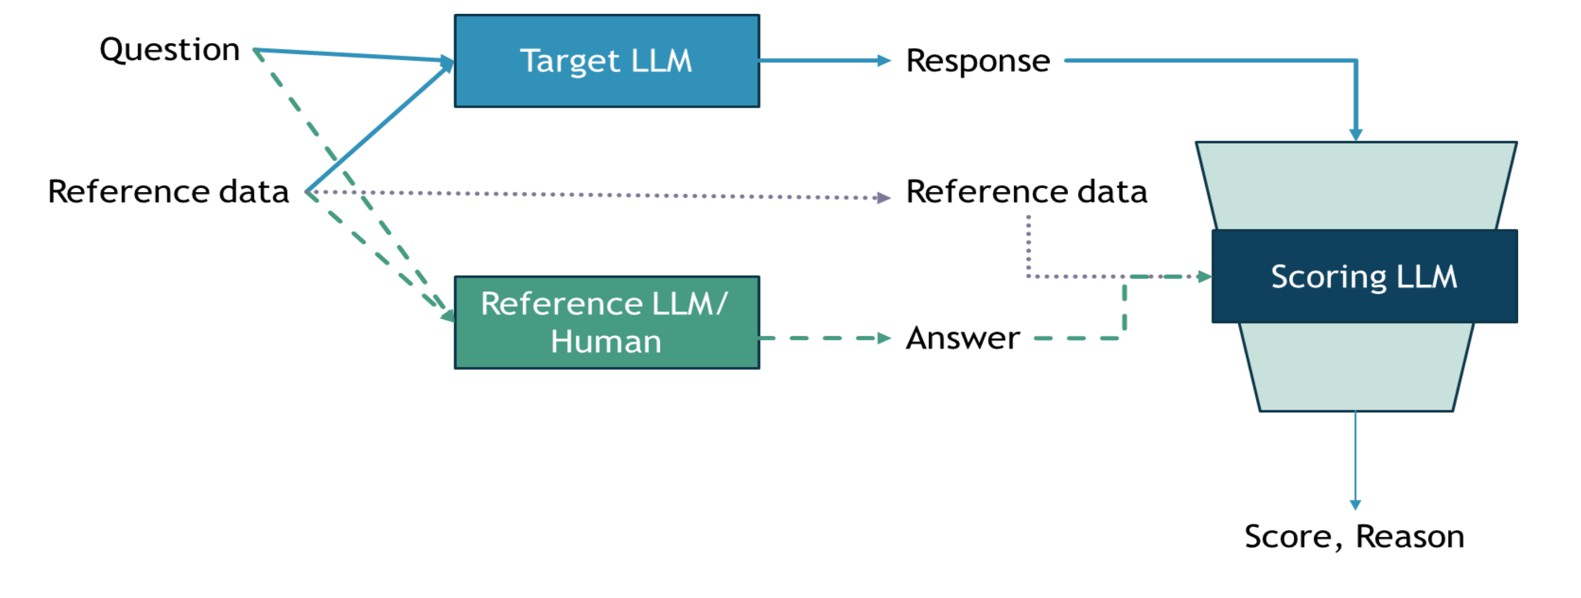 Question
Target LLM
Response
Reference data
Reference data
Reference LLM/
Human
Answer
Scoring LLM
Score, Reason